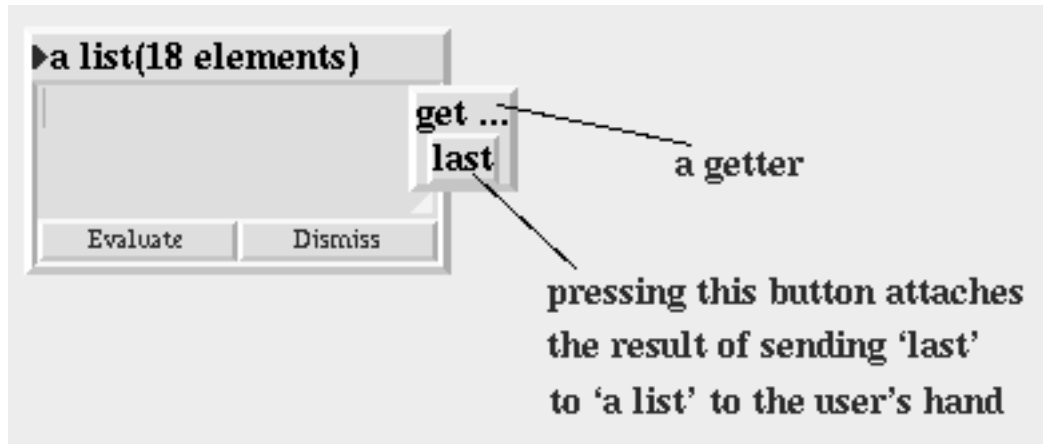 a list(18 elements)
get ...
last
a getter
Evaluate
Dismiss
pressing this button attaches
the result of sending ‘last’
to ‘a list’ to the user’s hand